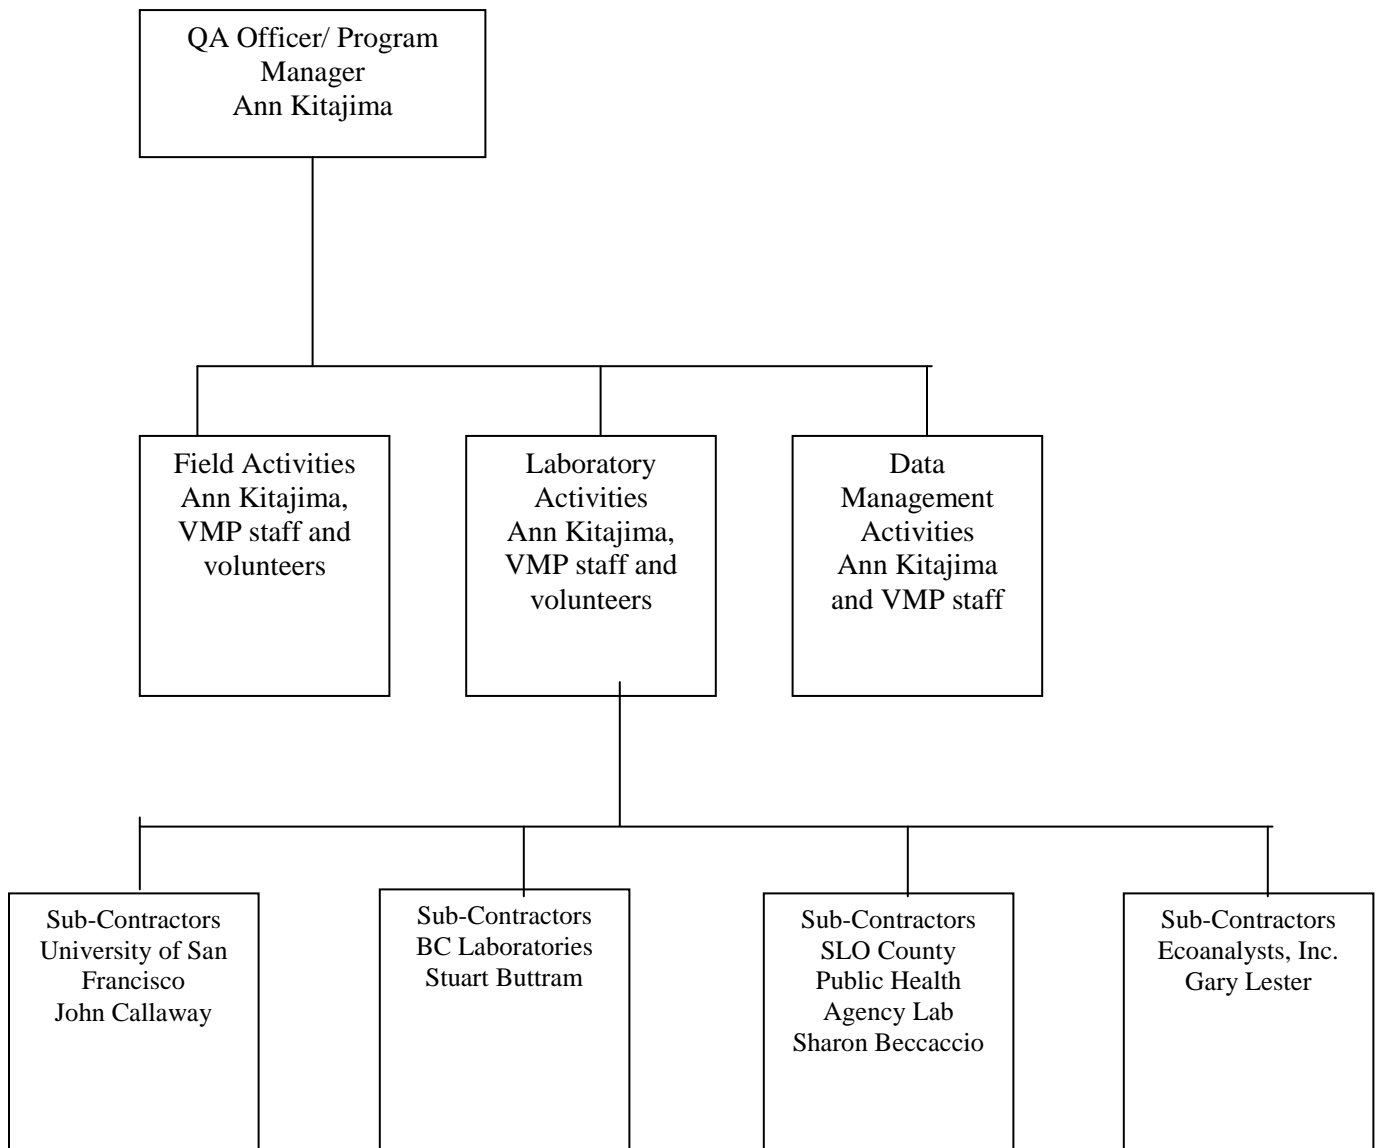 QA Officer/ Program
Manager
Ann Kitajima
Field Activities
Ann Kitajima,
VMP staff and
volunteers
Laboratory
Activities
Ann Kitajima,
VMP staff and
volunteers
Data
Management
Activities
Ann Kitajima
and VMP staff
Sub-Contractors
University of San
Francisco
John Callaway
Sub-Contractors
BC Laboratories
Stuart Buttram
Sub-Contractors
SLO County
Public Health
Agency Lab
Sharon Beccaccio
Sub-Contractors
Ecoanalysts, Inc.
Gary Lester